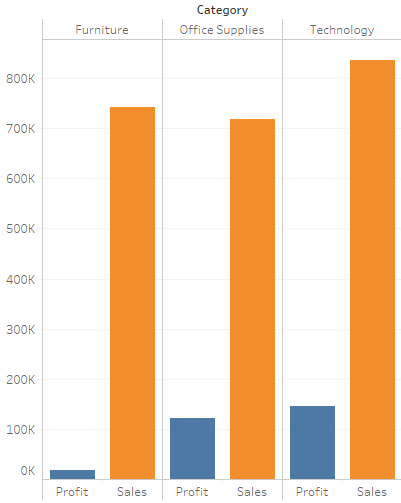 Category
Furniture Office Supplies Technology
800K
700K
600K
500K
400K
300K
200K
100K
0K
Profit Sales Profit Sales Profit Sales